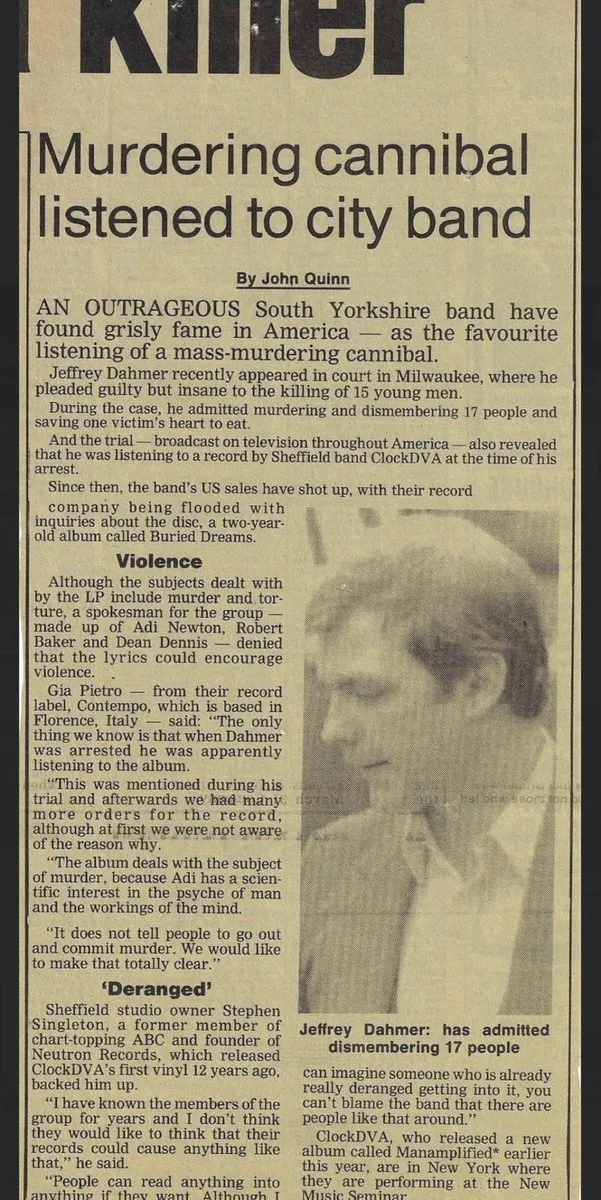 killer
Murdering cannibal
listened to city band
By John Quinn
AN OUTRAGEOUS South Yorkshire band have
found grisly fame in America — as the favourite
listening of a mass-murdering cannibal.
Jeffrey Dahmer recently appeared in court in Milwaukee, where he
pleaded guilty but insane to the killing of 15 young men.
During the case, he admitted murdering and dismembering 17 people and
saving one victim's heart to eat.
And the trial — broadcast on television throughout America — also revealed
that he was listening to a record by Sheffield band ClockDVA at the time of his
arrest.
Since then, the band's US sales have shot up, with their record
company being flooded with
inquiries about the disc, a two-year-
old album called Buried Dreams.
Violence
Although the subjects dealt with
by the LP include murder and tor-
ture, a spokesman for the group —
made up of Adi Newton, Robert
Baker and Dean Dennis — denied
that the lyrics could encourage
violence.
Gia Pietro — from their record
label, Contempo, which is based in
Florence, Italy — said: "The only
thing we know is that when Dahmer
was arrested he was apparently
listening to the album.
"This was mentioned during his
trial and afterwards we had many
more orders for the record,
although at first we were not aware
of the reason why.
"The album deals with the subject
of murder, because Adi has a scien-
tific interest in the psyche of man
and the workings of the mind.
"It does not tell people to go out
and commit murder. We would like
to make that totally clear."
'Deranged'
Sheffield studio owner Stephen
Singleton, a former member of
chart-topping ABC and founder of
Neutron Records, which released
ClockDVA's first vinyl 12 years ago,
backed him up.
"I have known the members of the
group for years and I don't think
they would like to think that their
records could cause anything like
that," he said.
"People can read anything into
anything if they want. Although I
Jeffrey Dahmer: has admitted
dismembering 17 people
can imagine someone who is already
really deranged getting into it, you
can't blame the band that there are
people like that around."
ClockDVA, who released a new
album called Manamplified* earlier
this year, are in New York where
they are performing at the New
Music Seminar.